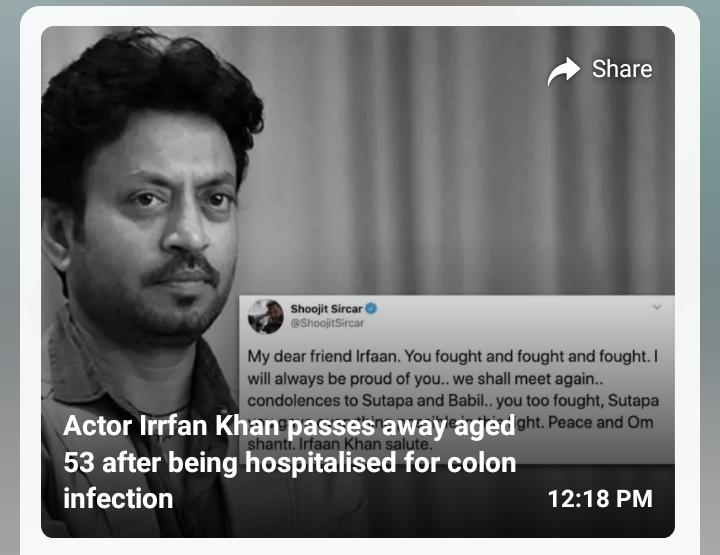 Share
Shoojit Sircar
@ShoojitSircar
My dear friend Irfaan. You fought and fought and fought. I
will always be proud of you.. we shall meet again..
condolences to Sutapa and Babil.. you too fought, Sutapa
ght. Peace and Om
shanti. Irfaan Khan salute.
Actor Irrfan Khan passes away aged
53 after being hospitalised for colon
infection
12:18 PM